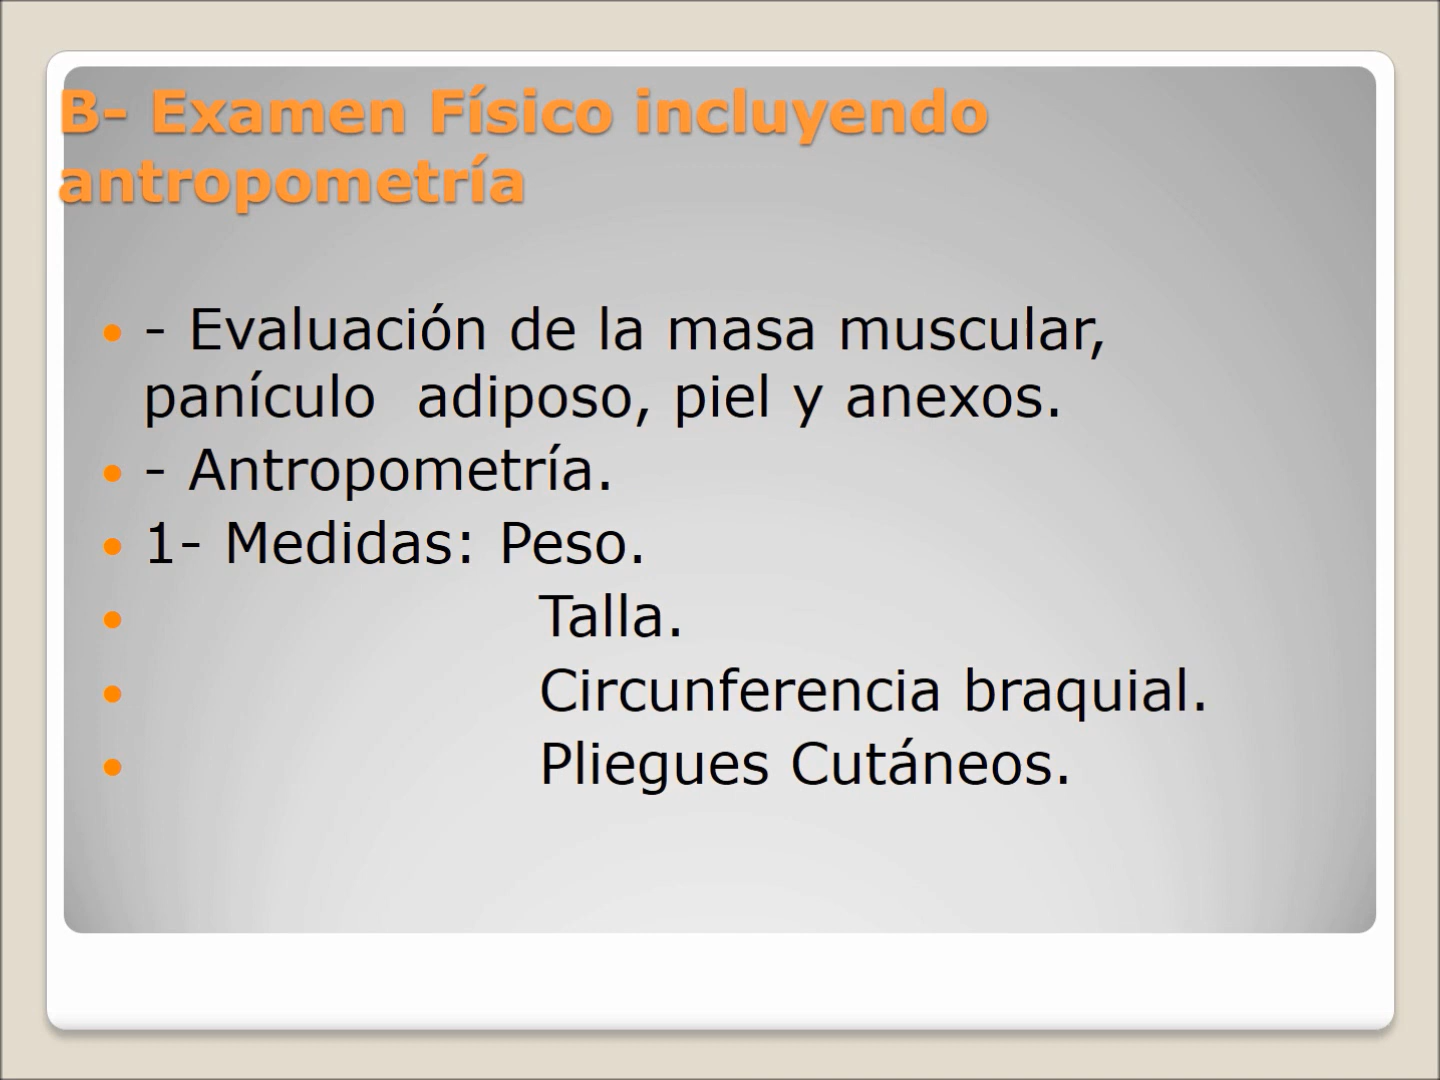 B- Examen Físico incluyendo
antropometría
- Evaluación de la masa muscular,
panículo  adiposo, piel y anexos.
- Antropometría.
1- Medidas: Peso.
Talla.
Circunferencia braquial.
Pliegues Cutáneos.